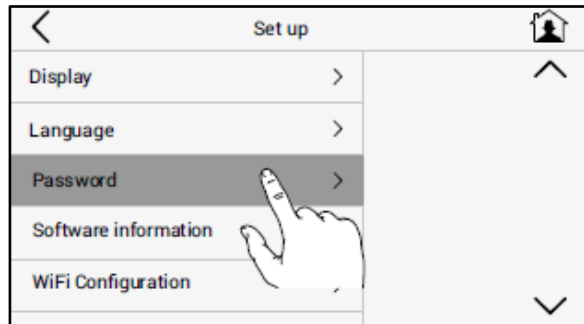 Set up
Display
Language
Password
Software information
WiFi Configuration